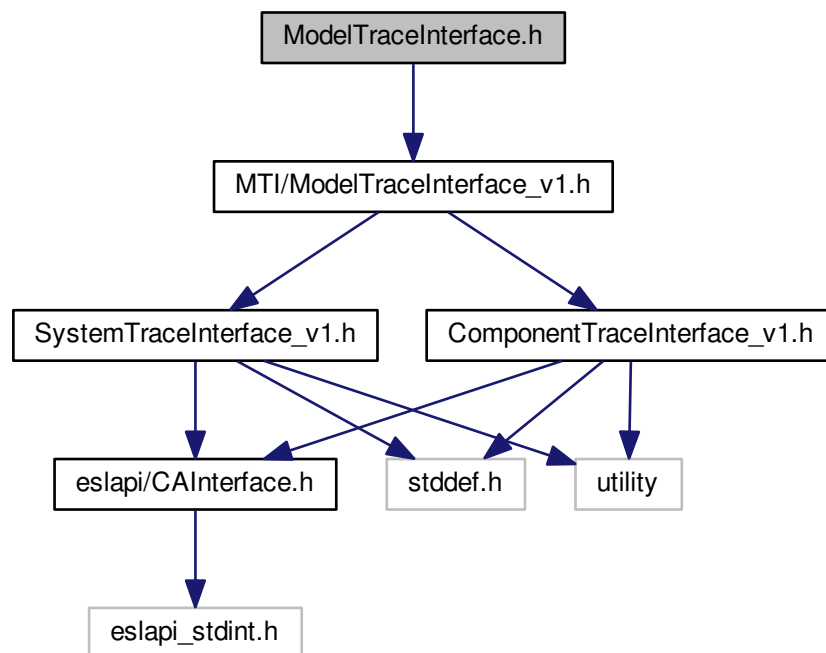 ModelTraceInterface.h
MTI/ModelTraceInterface_v1.h
SystemTraceInterface_v1.h
ComponentTraceInterface_v1.h
eslapi/CAInterface.h
stddef.h
utility
eslapi_stdint.h